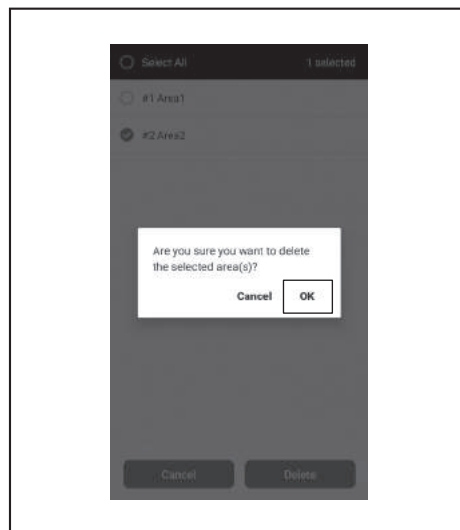 Select All 1 selected
#1 Area1
#2 Area2
Are you sure you want to delete
the selected area(s)?
Cancel OK
Cancel Delete